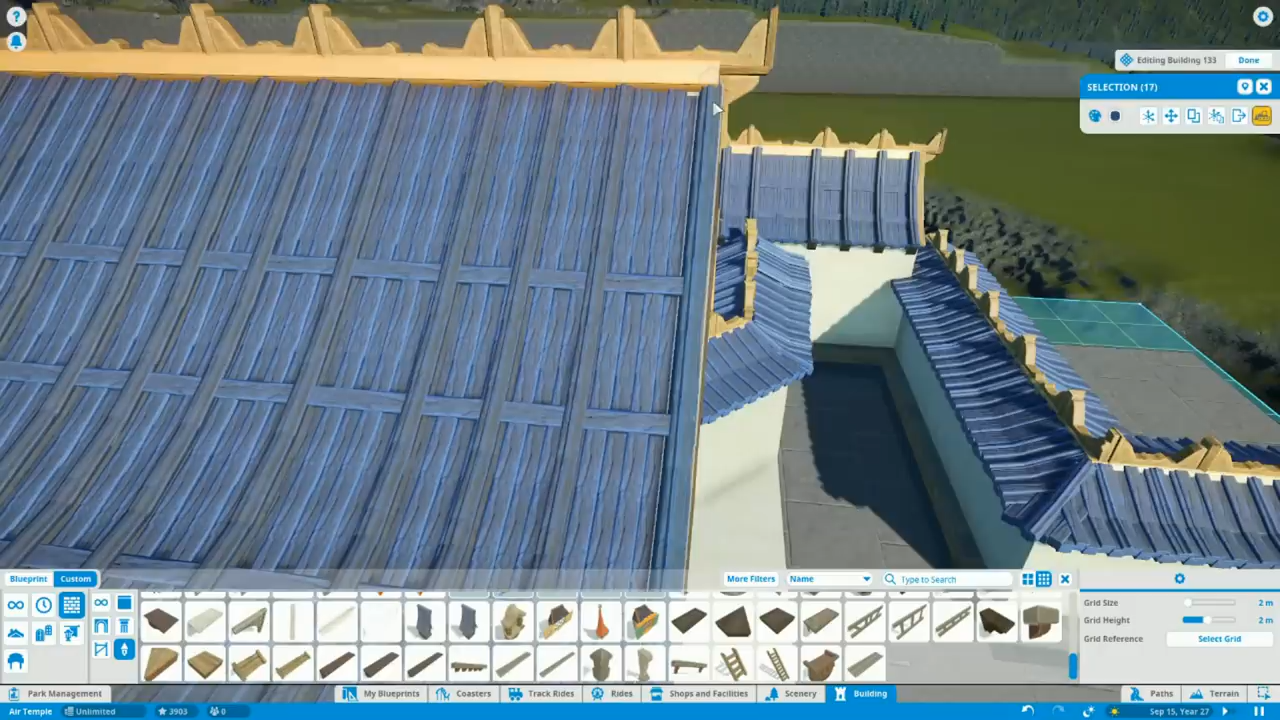 Editing Building 133 Done
SELECTION (17)
Blueprint Custom More Filters Name Type to Search
Grid Size 2 m
Grid Height 2 m
Grid Reference Select Grid
Park Management My Blueprints Coasters Track Rides Rides Shops and Facilities Scenery Building Paths Terrain
Air Temple Unlimited 3903 0 Sep 15, Year 27